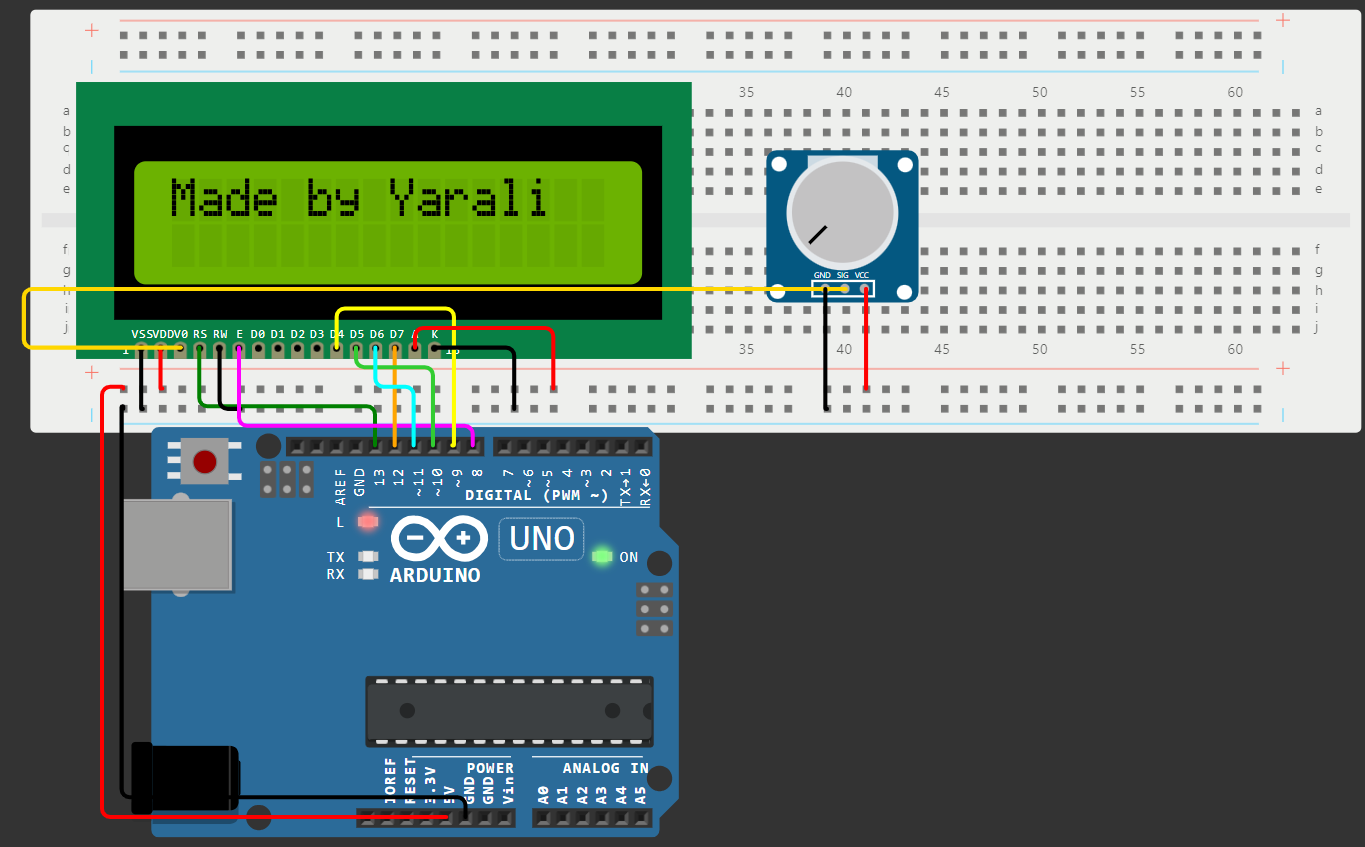 35 40 45 50 55 60
a a
b b
c c
d d
e e
Made by Yarali
f f
g g
h h
i i
j j
GND SIG VCC
VSS VDD V0 RS RW E D0 D1 D2 D3 D4 D5 D6 D7 A K
1 16
35 40 45 50 55 60
AREF GND 13 12 ~11 ~10 ~9 8 7 ~6 ~5 4 ~3 2 TX→1 RX←0
DIGITAL (PWM ~)
L
UNO
TX
RX
ON
ARDUINO
POWER ANALOG IN
IOREF RESET 3.3V 5V GND GND Vin A0 A1 A2 A3 A4 A5